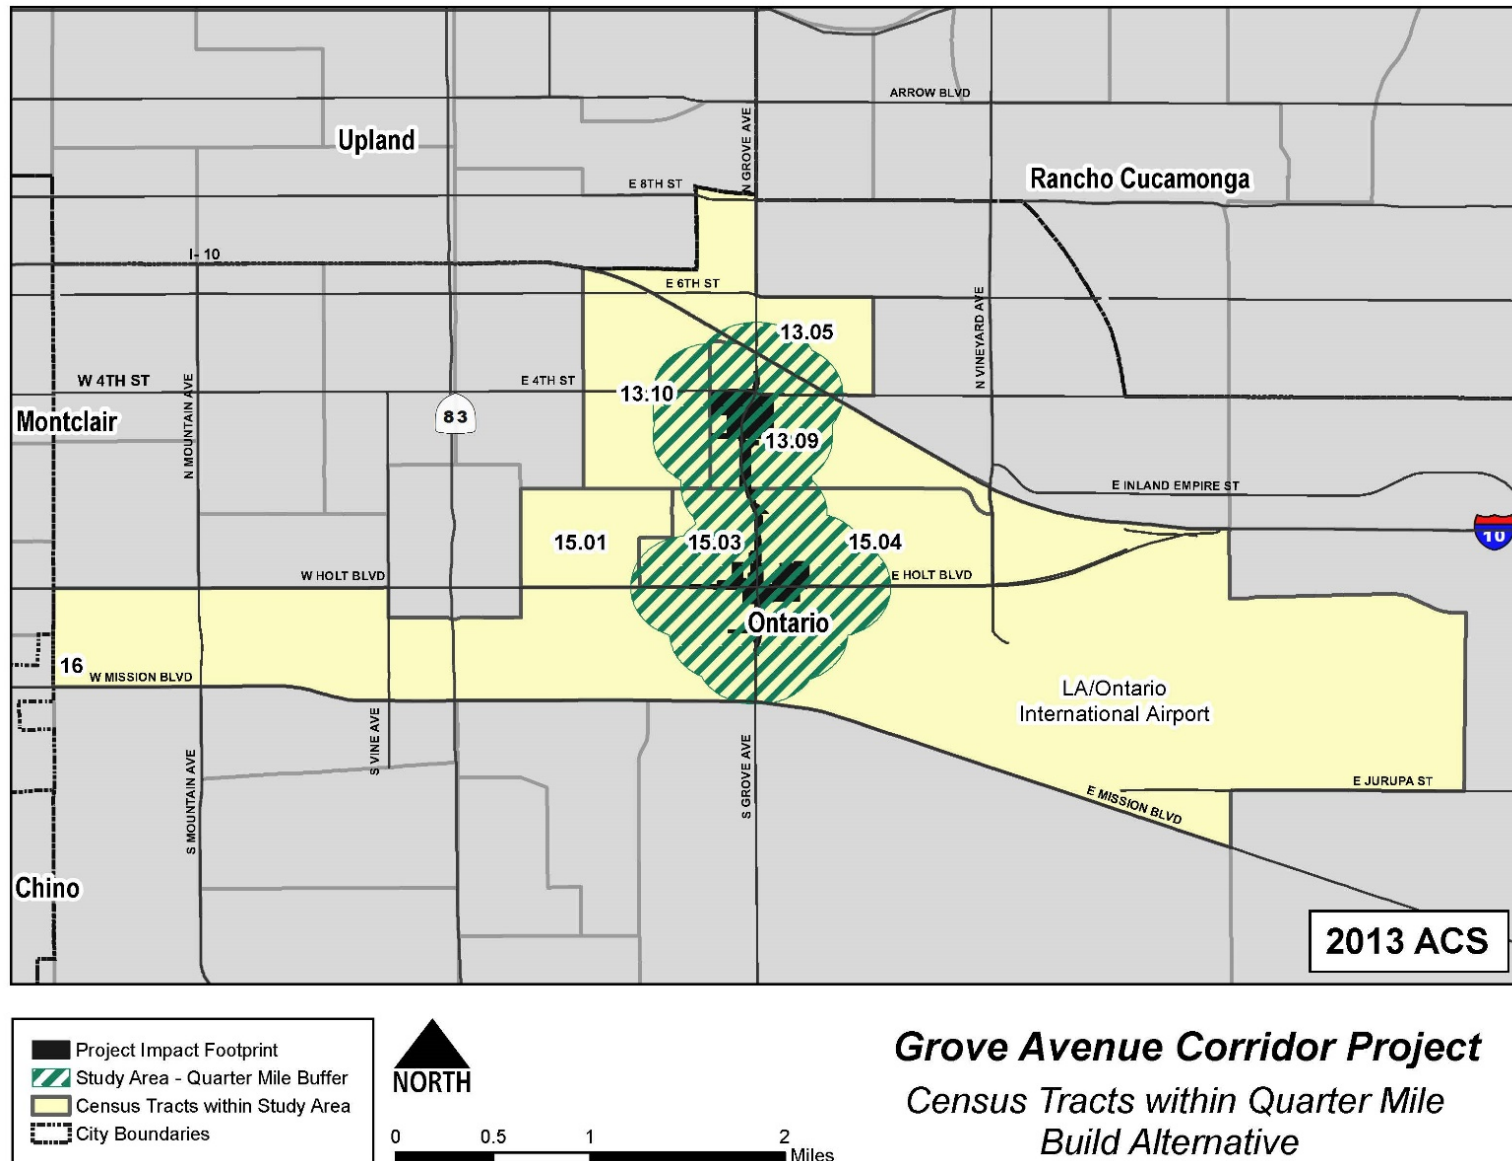 ARROW BLVD
N GROVE AVE
Upland
E 8TH ST
Rancho Cucamonga
I- 10
E 6TH ST
N VINEYARD AVE
13.05
W 4TH ST
E 4TH ST
13.10
N MOUNTAIN AVE
Montclair
83
13.09
E INLAND EMPIRE ST
10
15.01
15.03
15.04
W HOLT BLVD
E HOLT BLVD
Ontario
16
W MISSION BLVD
LA/Ontario
International Airport
S VINE AVE
S MOUNTAIN AVE
S GROVE AVE
E JURUPA ST
E MISSION BLVD
Chino
2013 ACS
Project Impact Footprint
Study Area - Quarter Mile Buffer
Census Tracts within Study Area
City Boundaries
NORTH
0 0.5 1 2
Miles
Grove Avenue Corridor Project
Census Tracts within Quarter Mile
Build Alternative